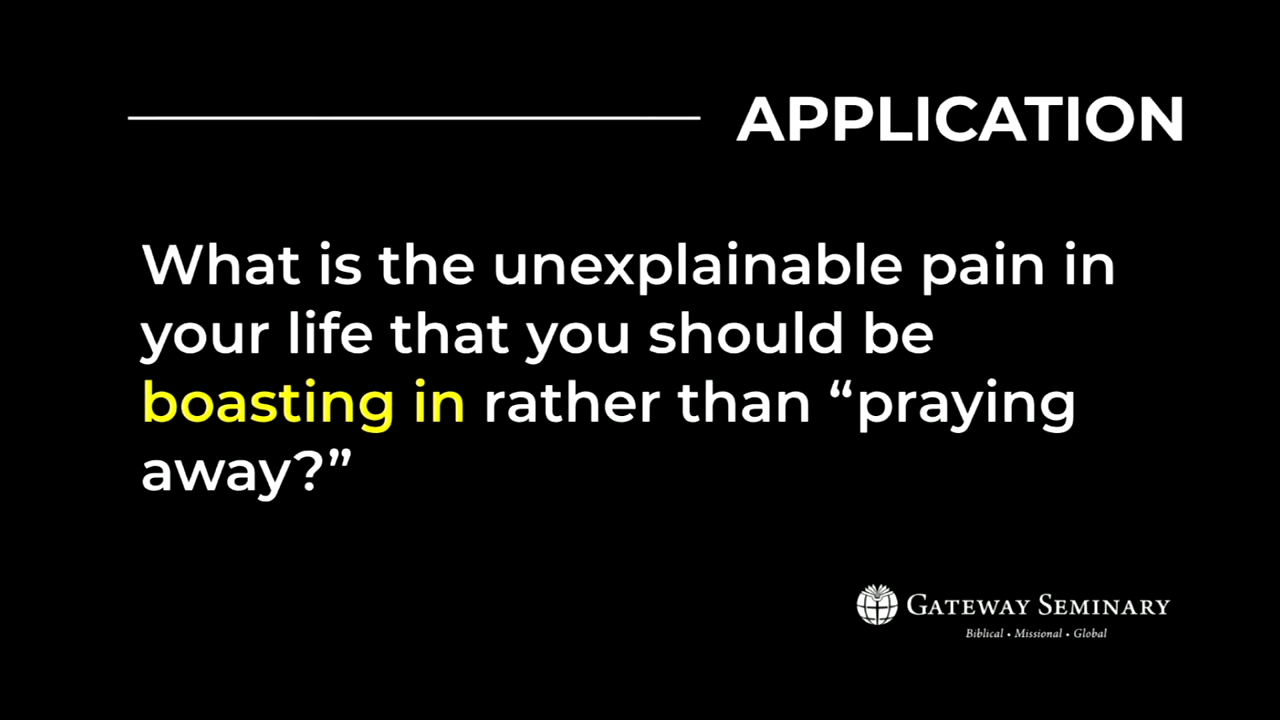 APPLICATION
What is the unexplainable pain in
your life that you should be
boasting in rather than “praying
away?”
GATEWAY SEMINARY
Biblical • Missional • Global